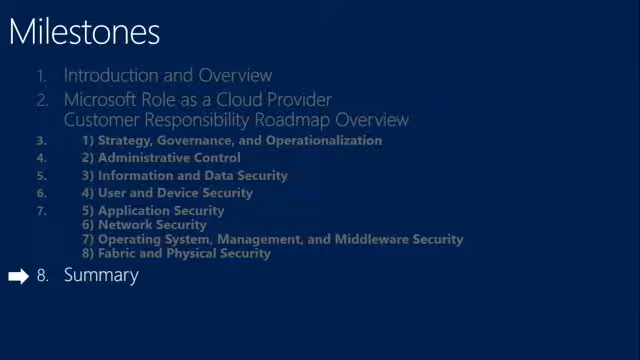 Milestones
1. Introduction and Overview
2. Microsoft Role as a Cloud Provider
Customer Responsibility Roadmap Overview
3. 1) Strategy, Governance, and Operationalization
4. 2) Administrative Control
5. 3) Information and Data Security
6. 4) User and Device Security
7. 5) Application Security
6) Network Security
7) Operating System, Management, and Middleware Security
8) Fabric and Physical Security
8. Summary